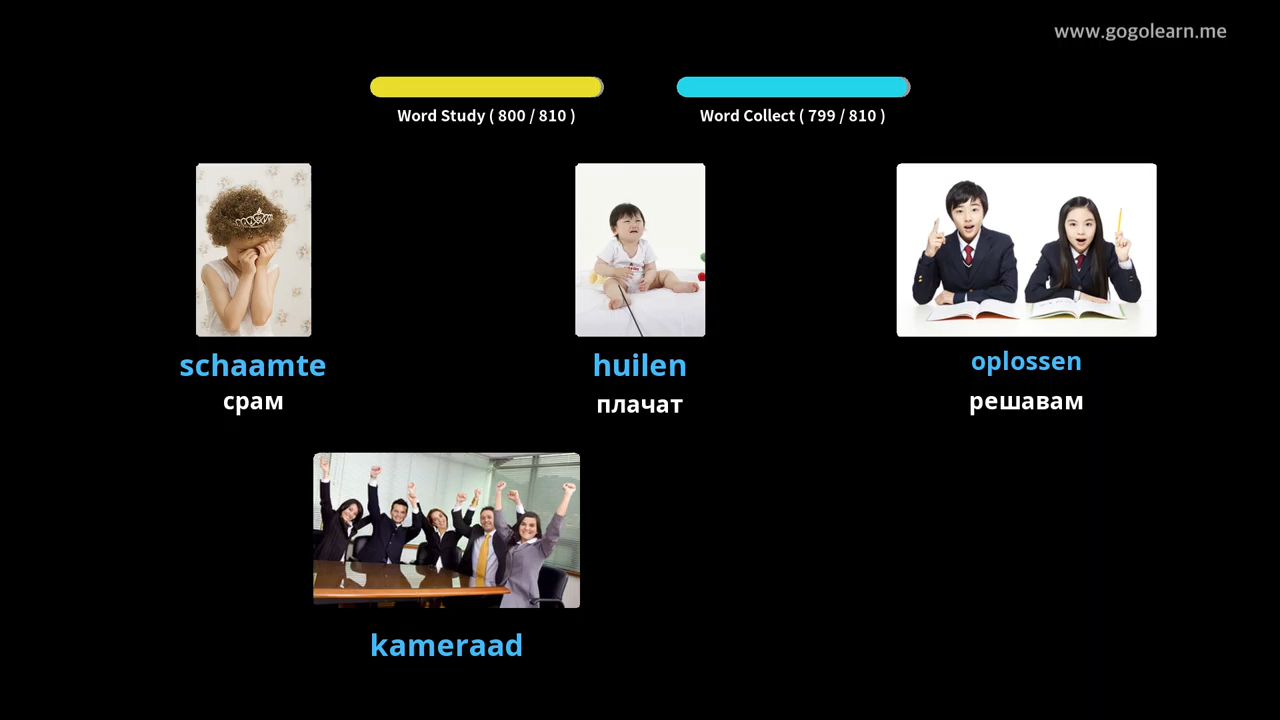 www.gogolearn.me
Word Study ( 800 / 810 )
Word Collect ( 799 / 810 )
schaamte
срам
huilen
плачат
oplossen
решавам
kameraad